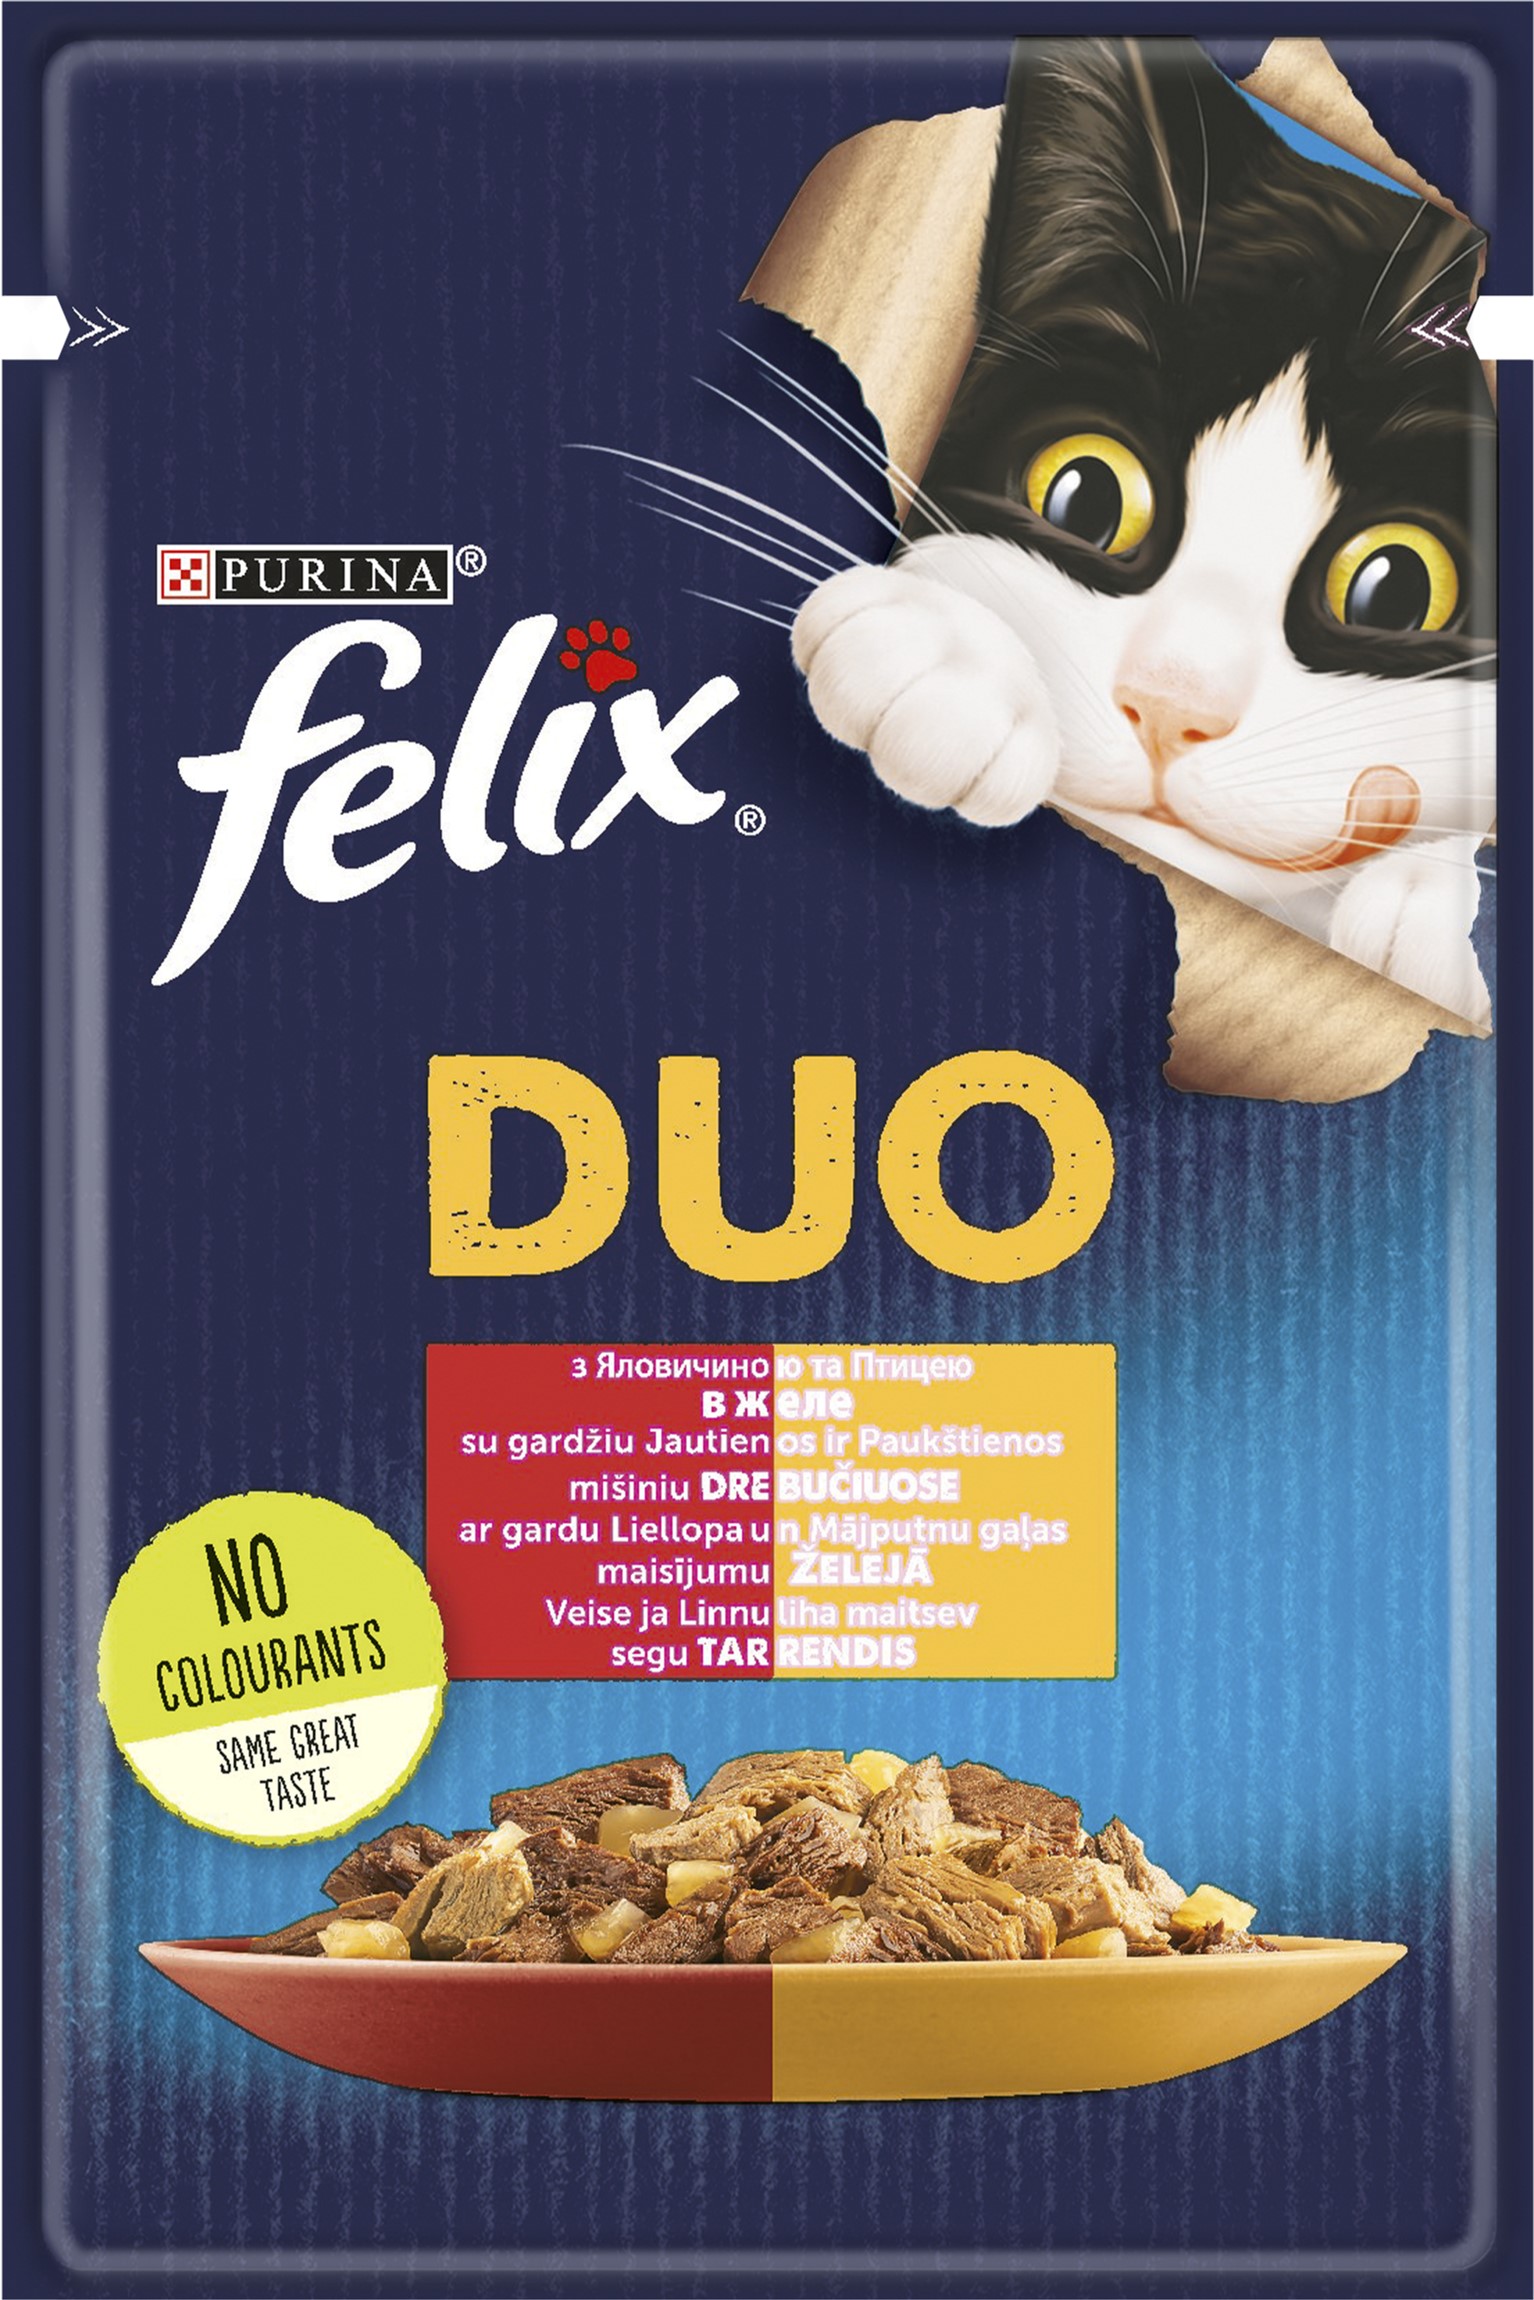 PURINA®
felix®
DUO
з Яловичиною та Птицею
в желе
su gardžiu Jautienos ir Paukštienos
mišiniu DREBUČIUOSE
ar gardu Liellopa un Mājputnu gaļas
maisījumu ŽELEJĀ
Veise ja Linnuliha maitsev
segu TARRENDIS
NO
COLOURANTS
SAME GREAT
TASTE